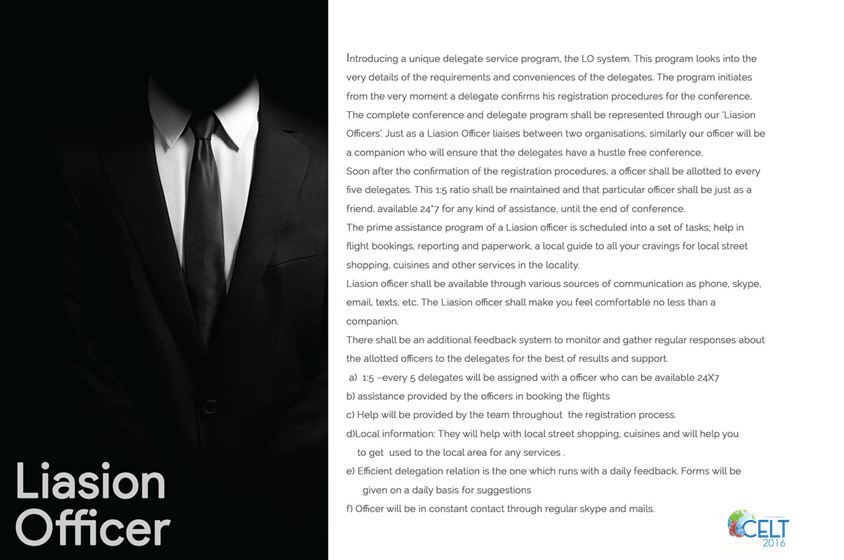 Introducing a unique delegate service program, the LO system. This program looks into the
very details of the requirements and conveniences of the delegates. The program initiates
from the very moment a delegate confirms his registration procedures for the conference.
The complete conference and delegate program shall be represented through our 'Liasion
Officers'. Just as a Liasion Officer liaises between two organisations, similarly our officer will be
a companion who will ensure that the delegates have a hustle free conference.
Soon after the confirmation of the registration procedures, a officer shall be allotted to every
five delegates. This 1:5 ratio shall be maintained and that particular officer shall be just as a
friend, available 24*7 for any kind of assistance, until the end of conference.
The prime assistance program of a Liasion officer is scheduled into a set of tasks; help in
flight bookings, reporting and paperwork, a local guide to all your cravings for local street
shopping, cuisines and other services in the locality.
Liasion officer shall be available through various sources of communication as phone, skype,
email, texts, etc. The Liasion officer shall make you feel comfortable no less than a
companion.
There shall be an additional feedback system to monitor and gather regular responses about
the allotted officers to the delegates for the best of results and support.
a) 1:5 –every 5 delegates will be assigned with a officer who can be available 24X7
b) assistance provided by the officers in booking the flights
c) Help will be provided by the team throughout the registration process.
d)Local information: They will help with local street shopping, cuisines and will help you
to get used to the local area for any services .
e) Efficient delegation relation is the one which runs with a daily feedback. Forms will be
given on a daily basis for suggestions
f) Officer will be in constant contact through regular skype and mails.
Liasion
Officer
CELT
2016